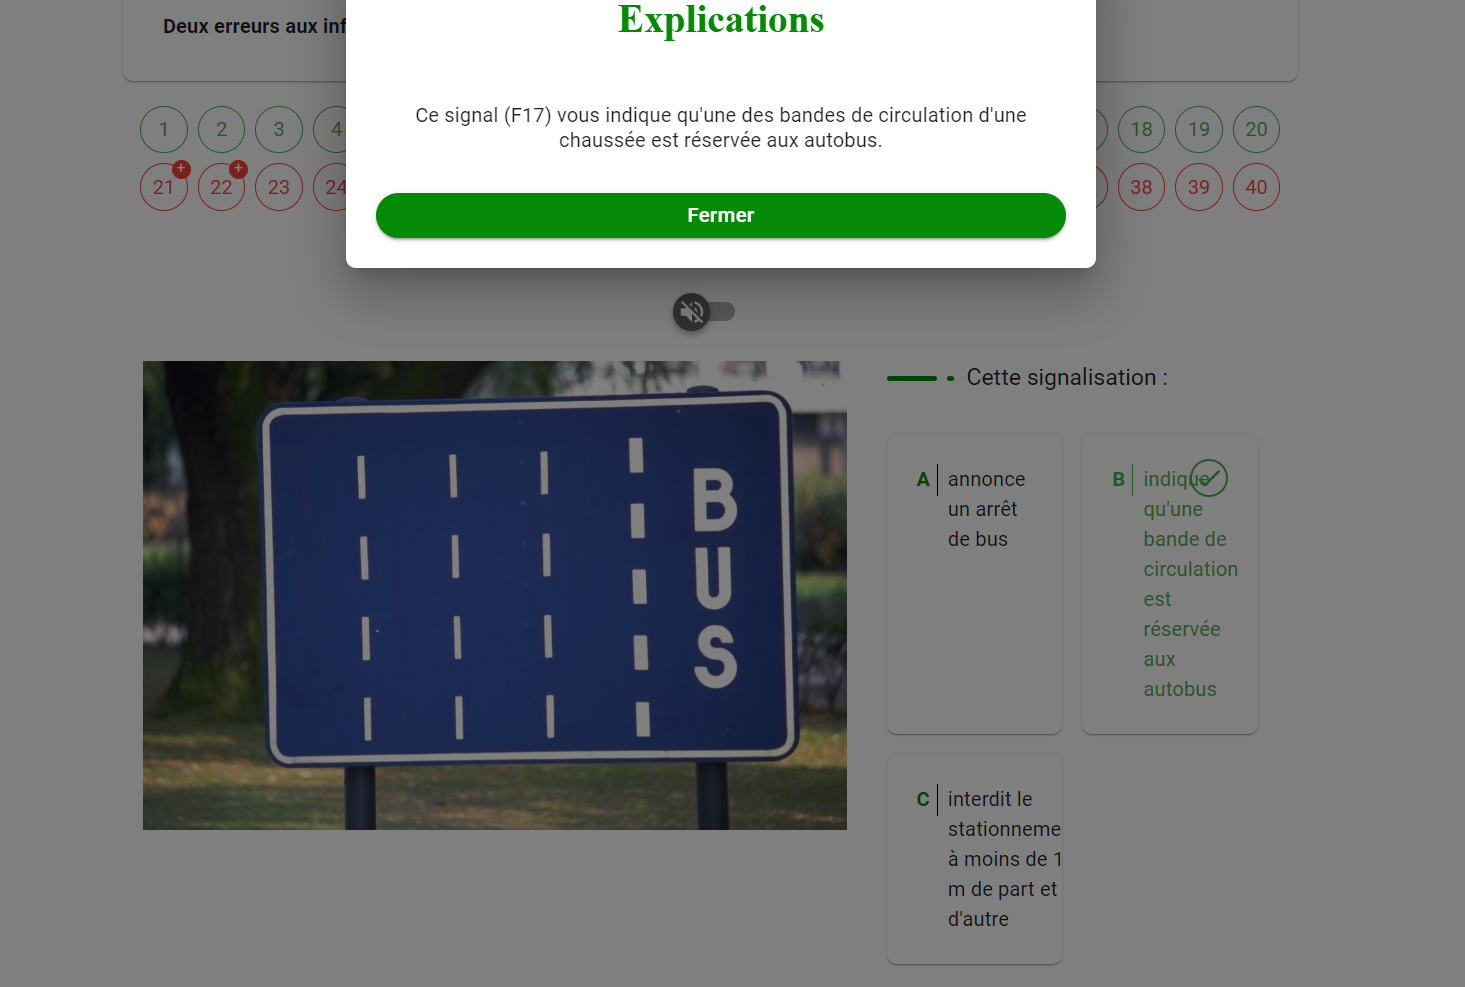 Explications
Deux erreurs aux inf
Ce signal (F17) vous indique qu'une des bandes de circulation d'une
chaussée est réservée aux autobus.
Fermer
1 2 3 4 18 19 20
21 + 22 + 23 24 38 39 40
Cette signalisation :
A annonce
un arrêt
de bus
B indique
qu'une
bande de
circulation
est
réservée
aux
autobus
C interdit le
stationneme
à moins de 1
m de part et
d'autre
BUS